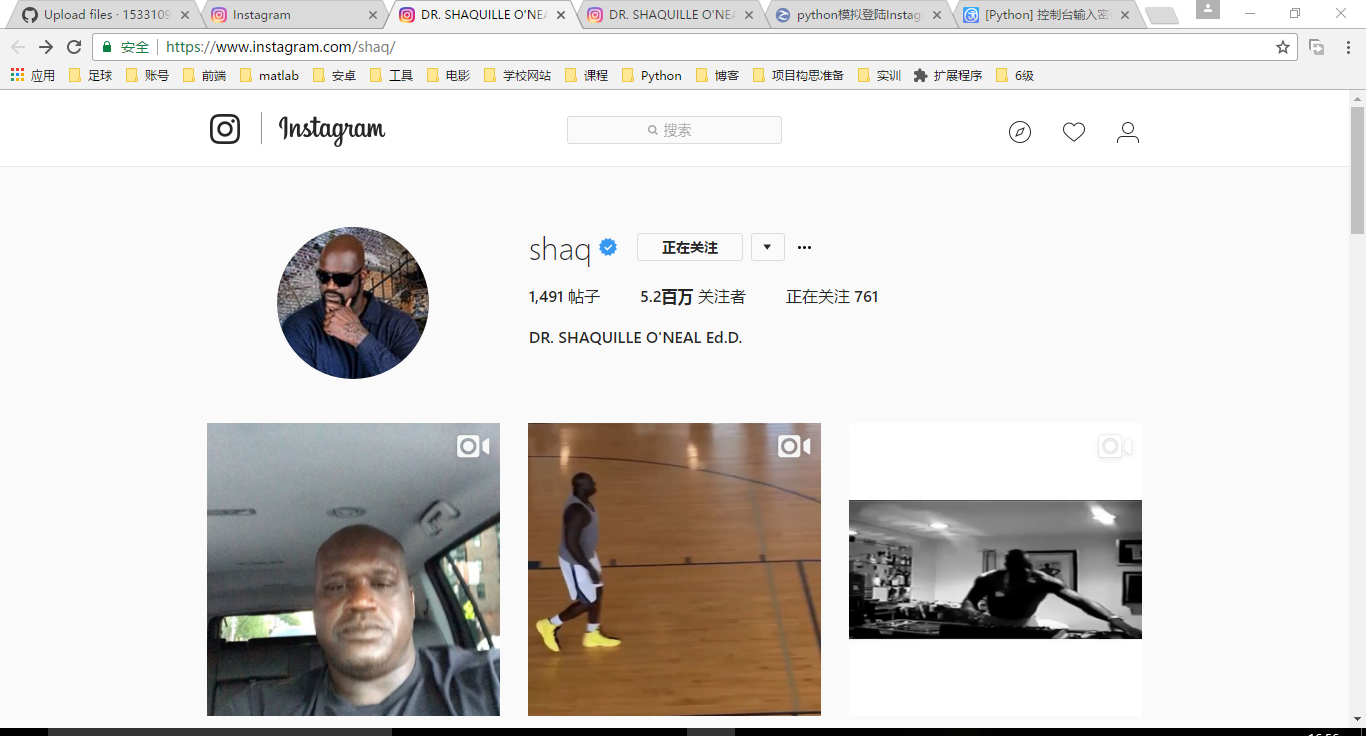 Upload files · 1533109
Instagram
DR. SHAQUILLE O'NEA
DR. SHAQUILLE O'NEA
python模拟登陆Instag
[Python] 控制台输入密
安全
https://www.instagram.com/shaq/
应用
足球
账号
前端
matlab
安卓
工具
电影
学校网站
课程
Python
博客
项目构思准备
实训
扩展程序
6级
Instagram
搜索
shaq
正在关注
1,491 帖子
5.2百万 关注者
正在关注 761
DR. SHAQUILLE O'NEAL Ed.D.